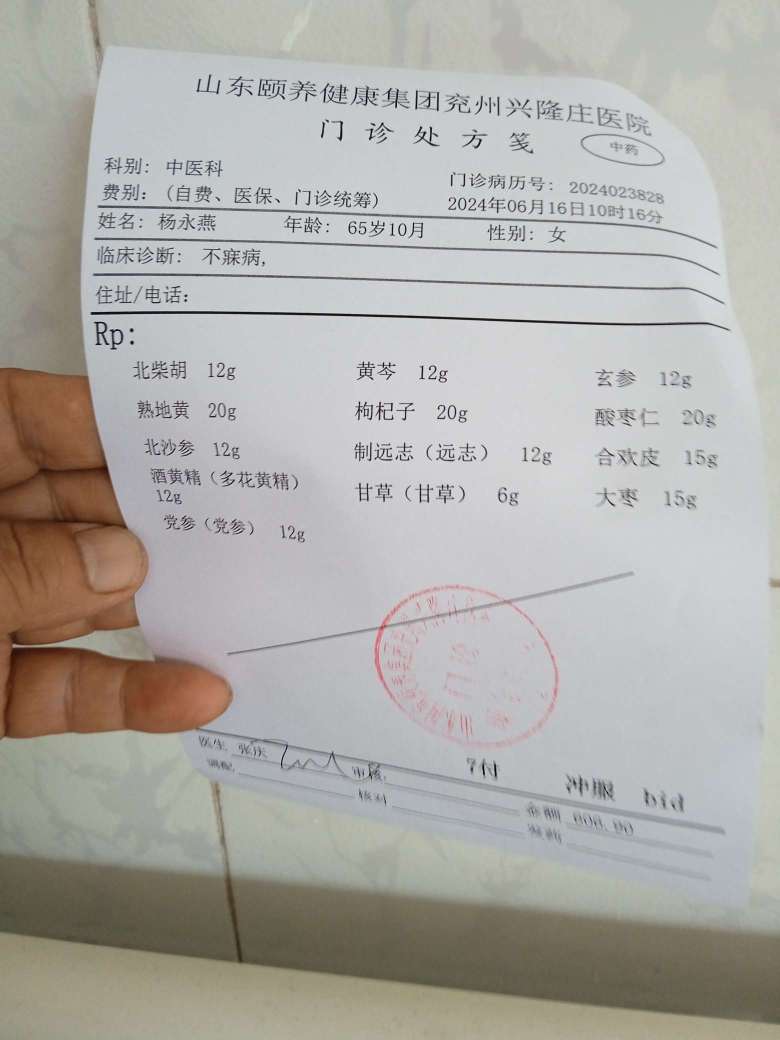 山东颐养健康集团兖州兴隆庄医院
门诊处方笺
中药
科别: 中医科
门诊病历号: 2024023828
费别: (自费、医保、门诊统筹)
2024年06月16日10时16分
姓名: 杨永燕 年龄: 65岁10月 性别: 女
临床诊断: 不寐病,
住址/电话:
Rp:
北柴胡 12g 黄芩 12g 玄参 12g
熟地黄 20g 枸杞子 20g 酸枣仁 20g
北沙参 12g 制远志（远志） 12g 合欢皮 15g
酒黄精（多花黄精） 12g 甘草（甘草） 6g 大枣 15g
党参（党参） 12g
7付 冲服 bid
医生 张庆 审核
调配 核对 金额
发药